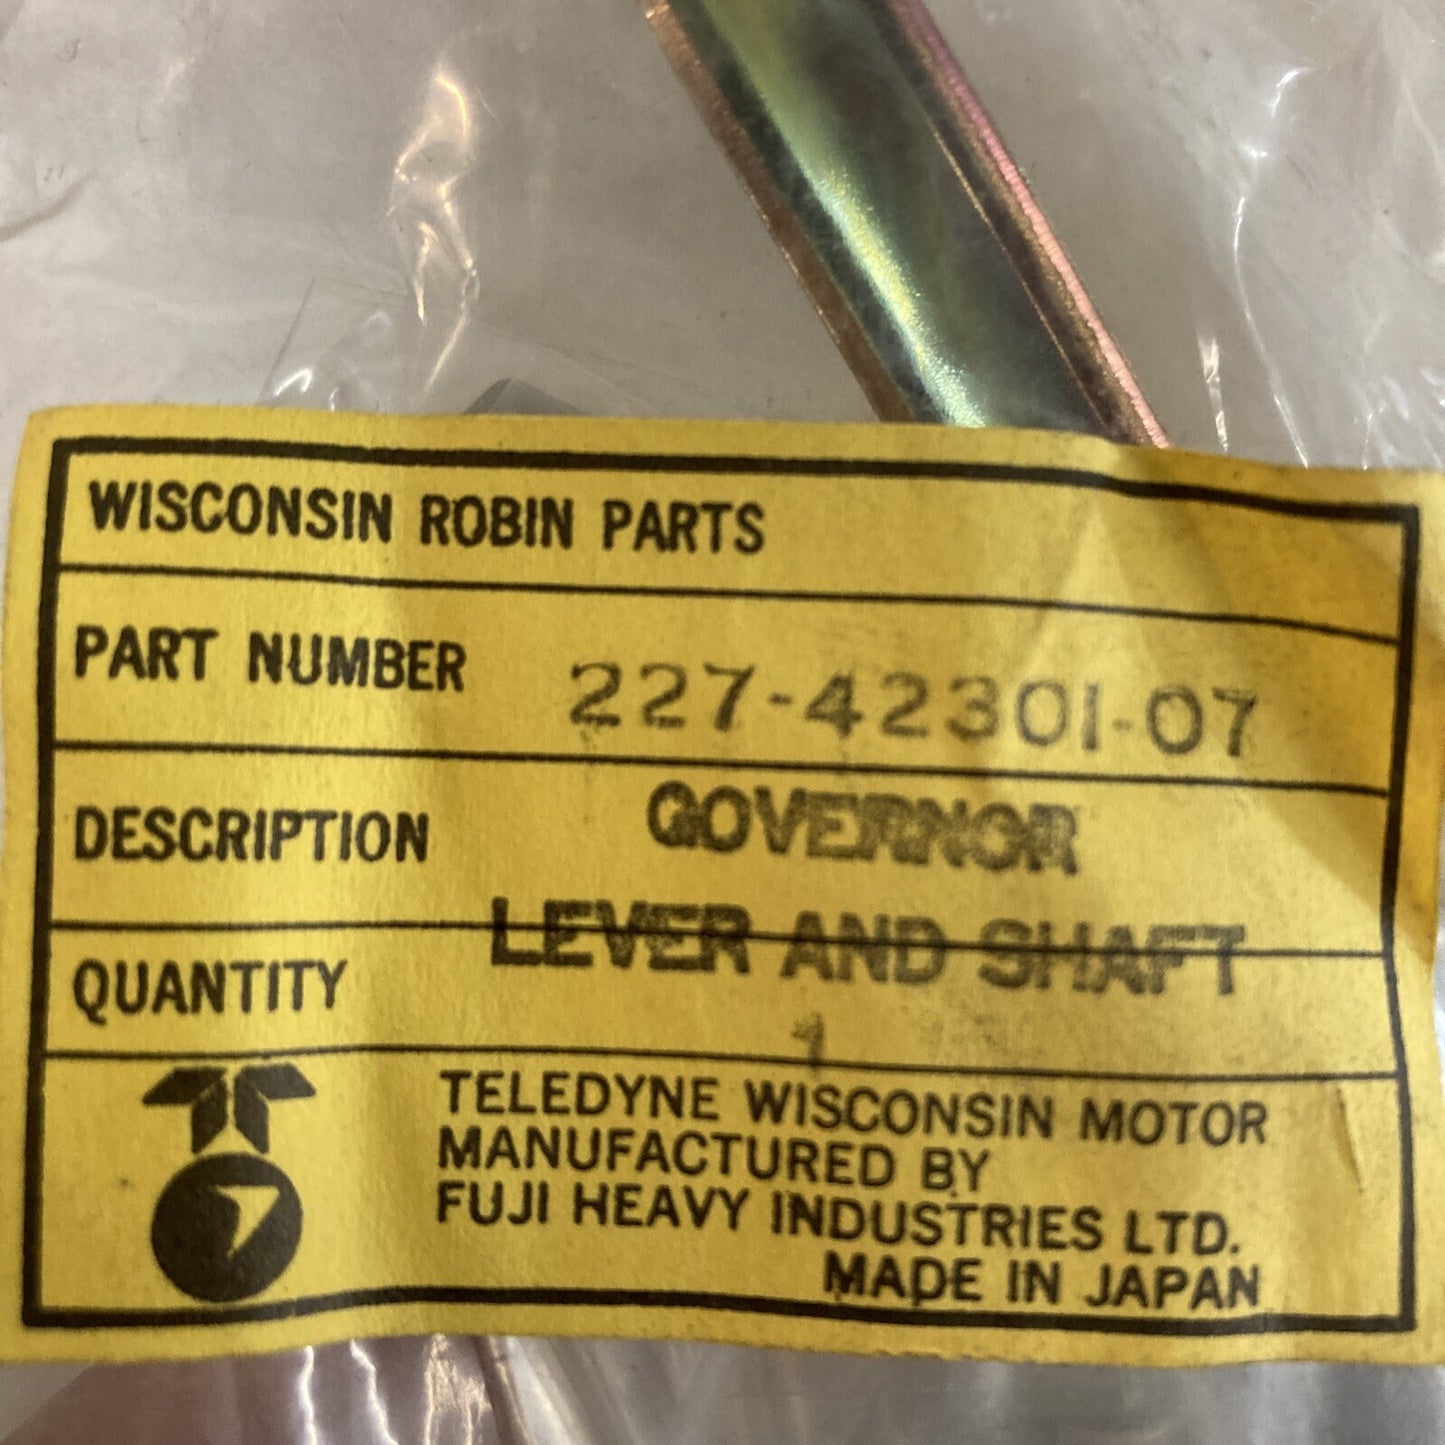 WISCONSIN ROBIN PARTS
PART NUMBER 227-42301-07
DESCRIPTION GOVERNOR
LEVER AND SHAFT
QUANTITY 1
TELEDYNE WISCONSIN MOTOR
MANUFACTURED BY
FUJI HEAVY INDUSTRIES LTD.
MADE IN JAPAN